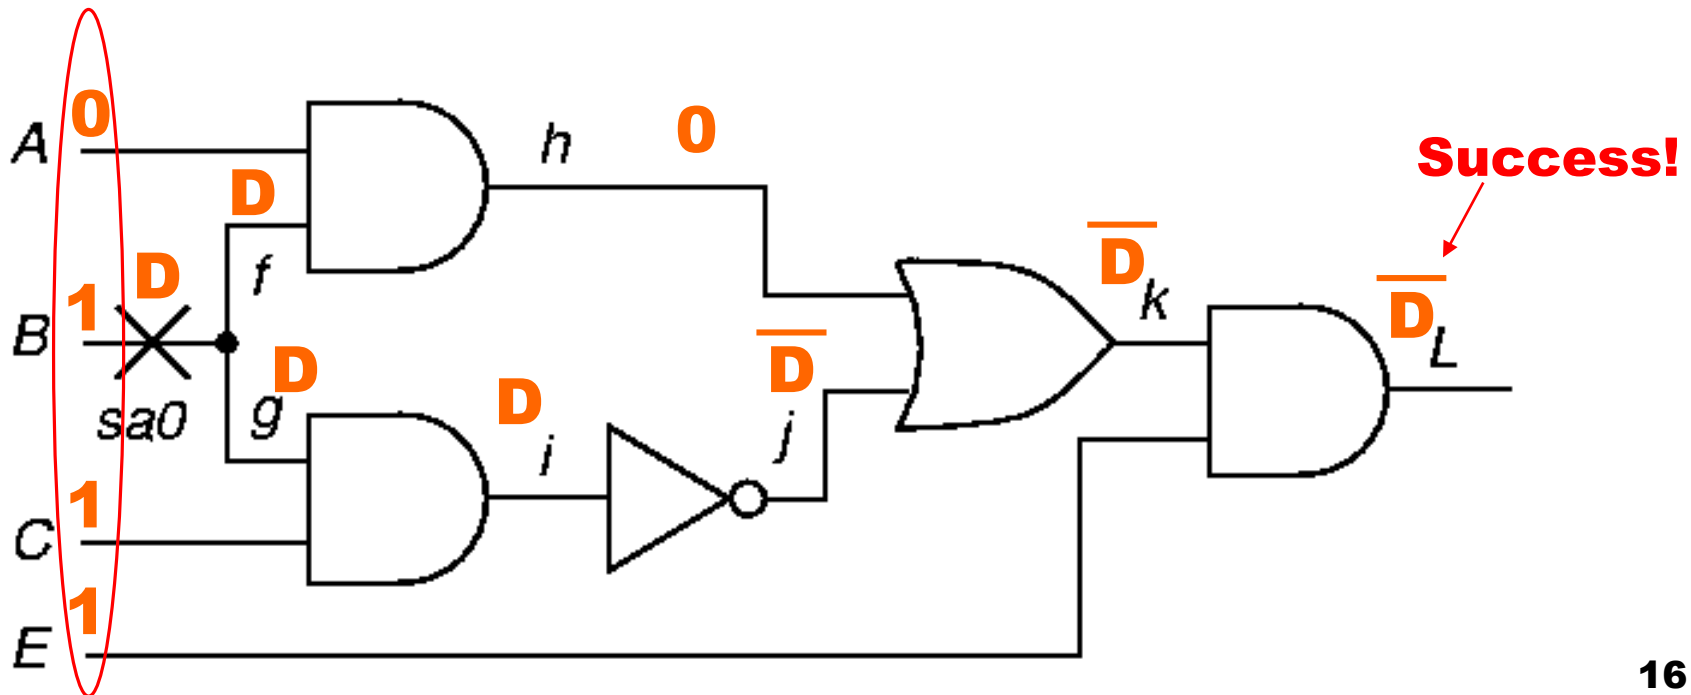 A 0
h 0
Success!
D
f
D̅ k
D̅ L
B 1 D
sa0
g D
D i
D̅ j
C 1
E 1
16